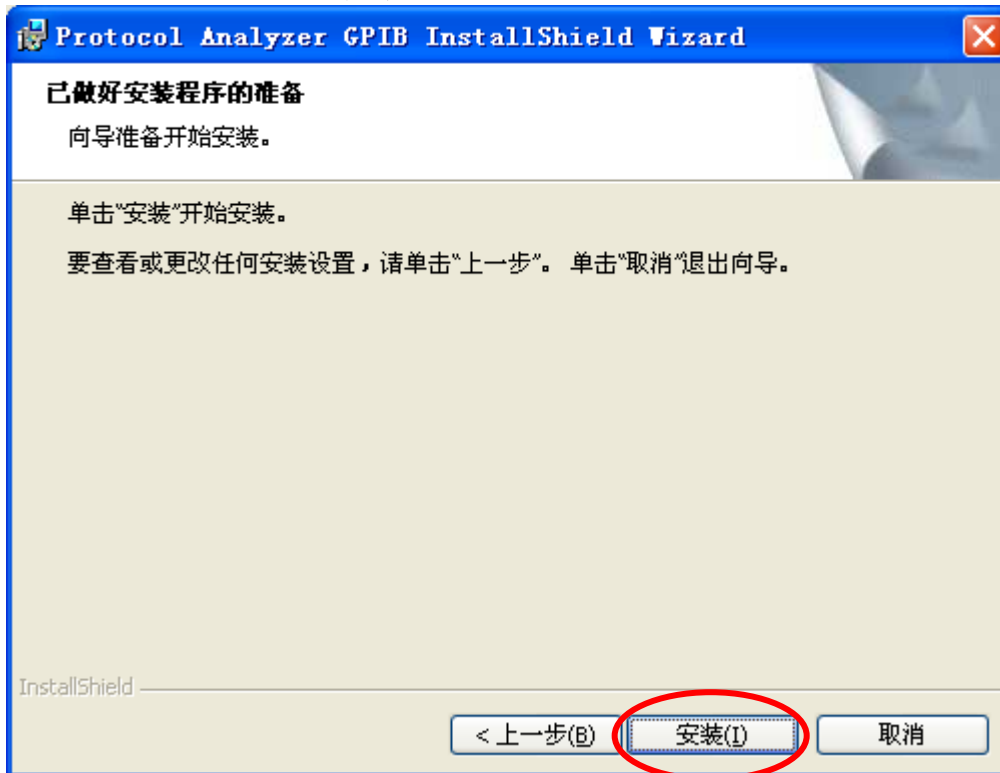 Protocol Analyzer GPIB InstallShield Wizard
已做好安装程序的准备
向导准备开始安装。
单击“安装”开始安装。
要查看或更改任何安装设置，请单击“上一步”。 单击“取消”退出向导。
InstallShield
< 上一步(B) 安装(I) 取消